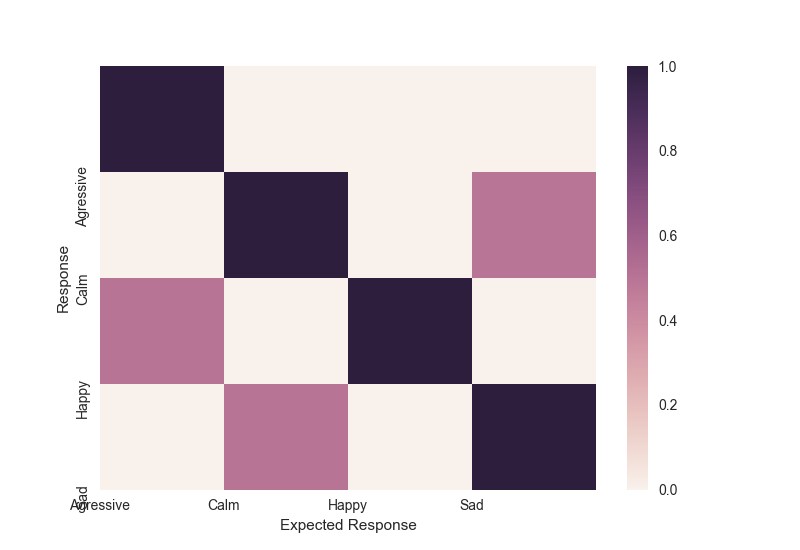 1.0
0.8
0.6
0.4
0.2
0.0
Response
Agressive
Calm
Happy
Sad
Agressive
Calm
Happy
Sad
Expected Response